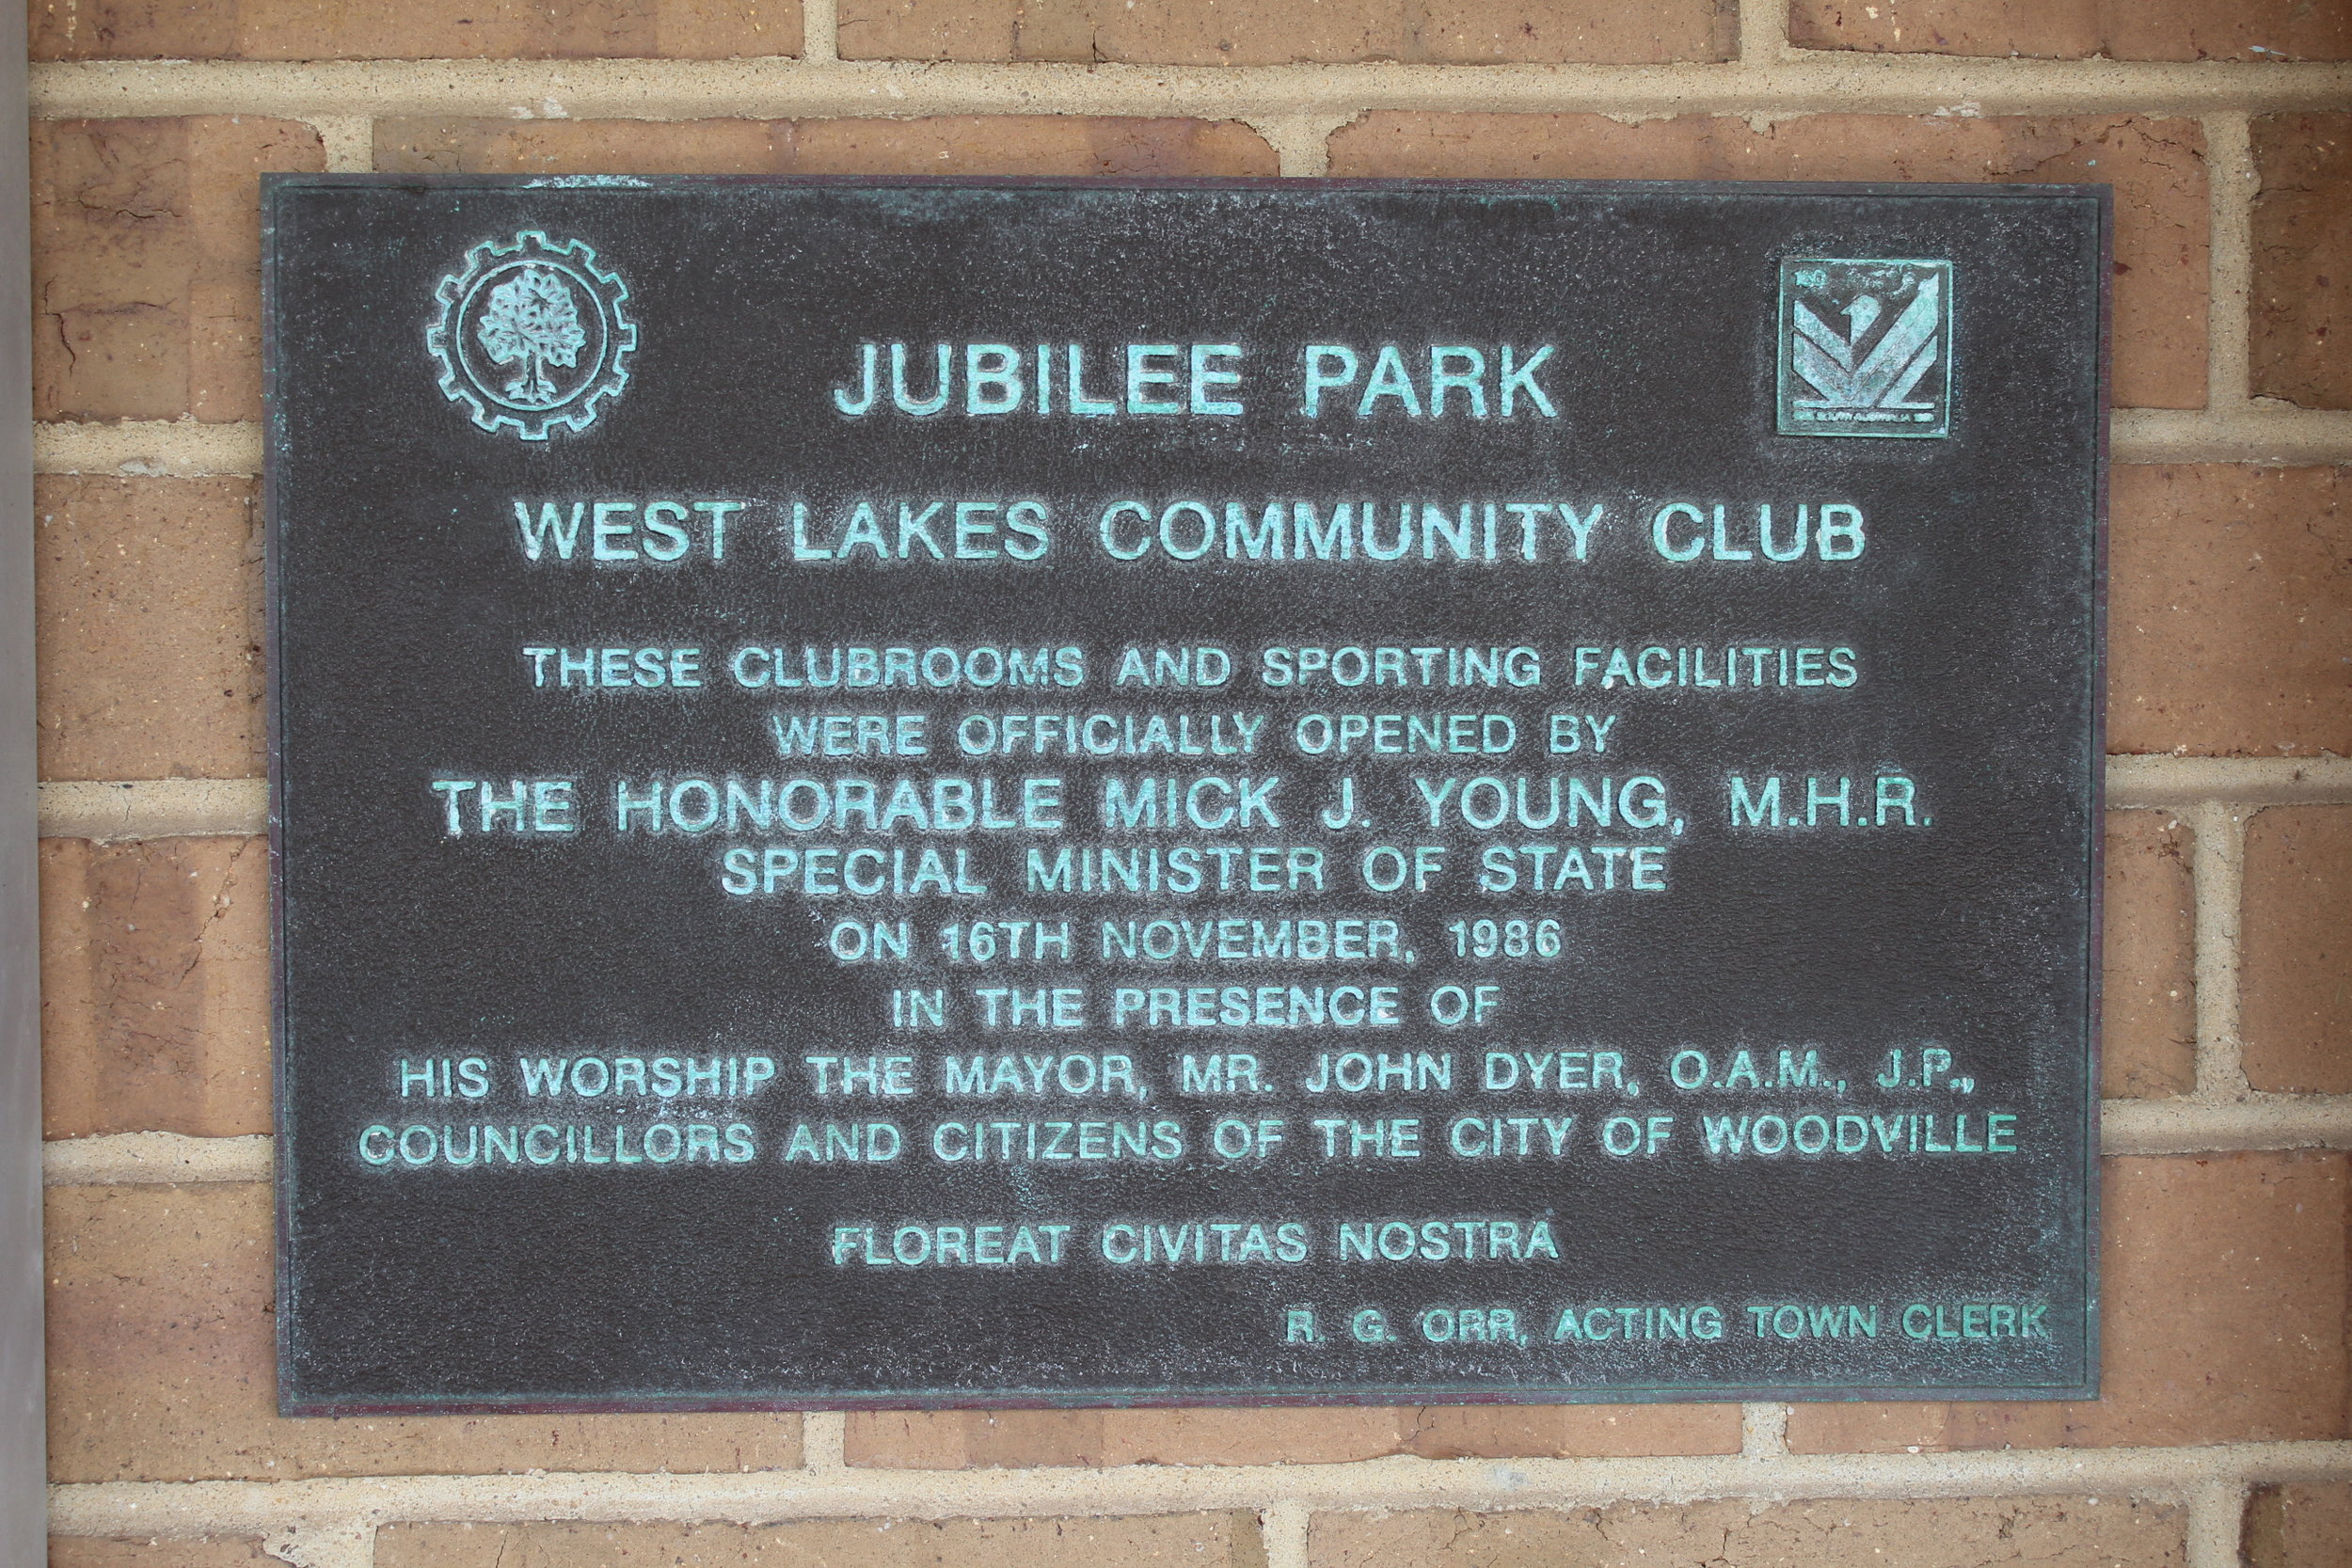 JUBILEE PARK
WEST LAKES COMMUNITY CLUB
THESE CLUBROOMS AND SPORTING FACILITIES
WERE OFFICIALLY OPENED BY
THE HONORABLE MICK J. YOUNG, M.H.R.
SPECIAL MINISTER OF STATE
ON 16TH NOVEMBER, 1986
IN THE PRESENCE OF
HIS WORSHIP THE MAYOR, MR. JOHN DYER, O.A.M., J.P.,
COUNCILLORS AND CITIZENS OF THE CITY OF WOODVILLE
FLOREAT CIVITAS NOSTRA
R. G. ORR, ACTING TOWN CLERK